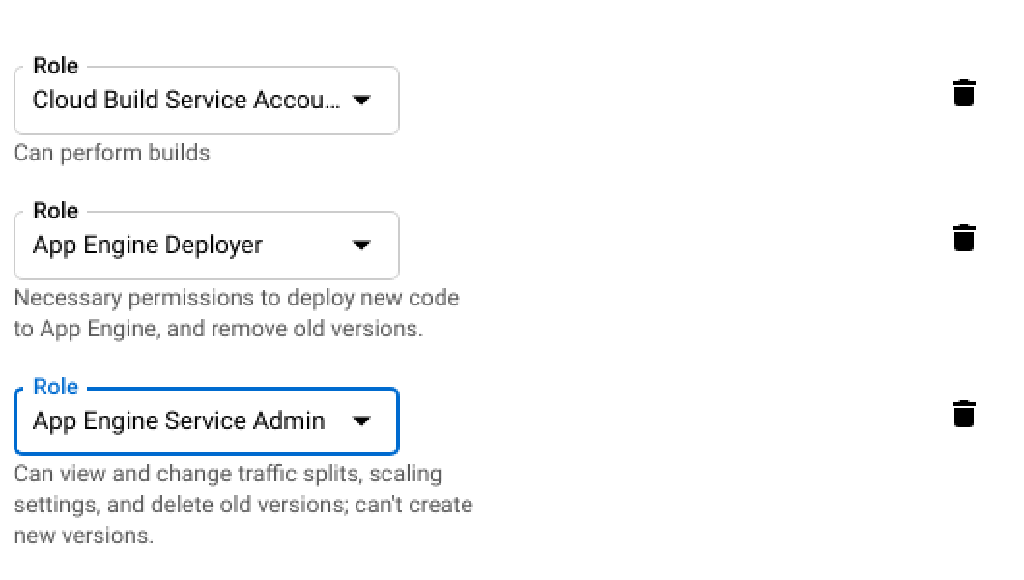 Role
Cloud Build Service Accou...
Can perform builds
Role
App Engine Deployer
Necessary permissions to deploy new code
to App Engine, and remove old versions.
Role
App Engine Service Admin
Can view and change traffic splits, scaling
settings, and delete old versions; can't create
new versions.